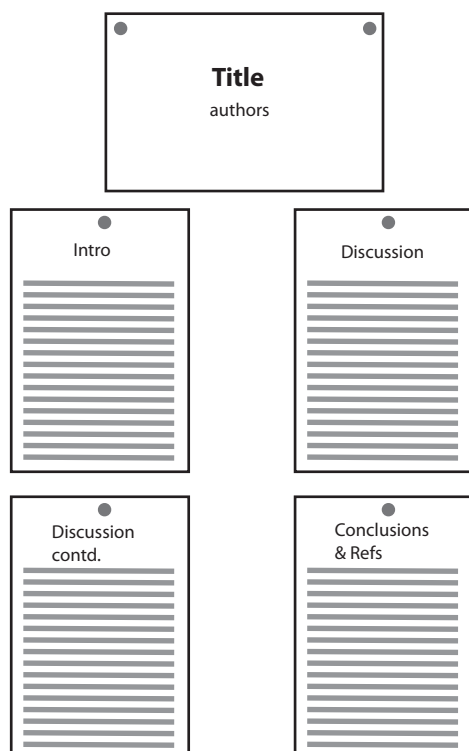 Title
authors
Intro
Discussion
Discussion
contd.
Conclusions
& Refs